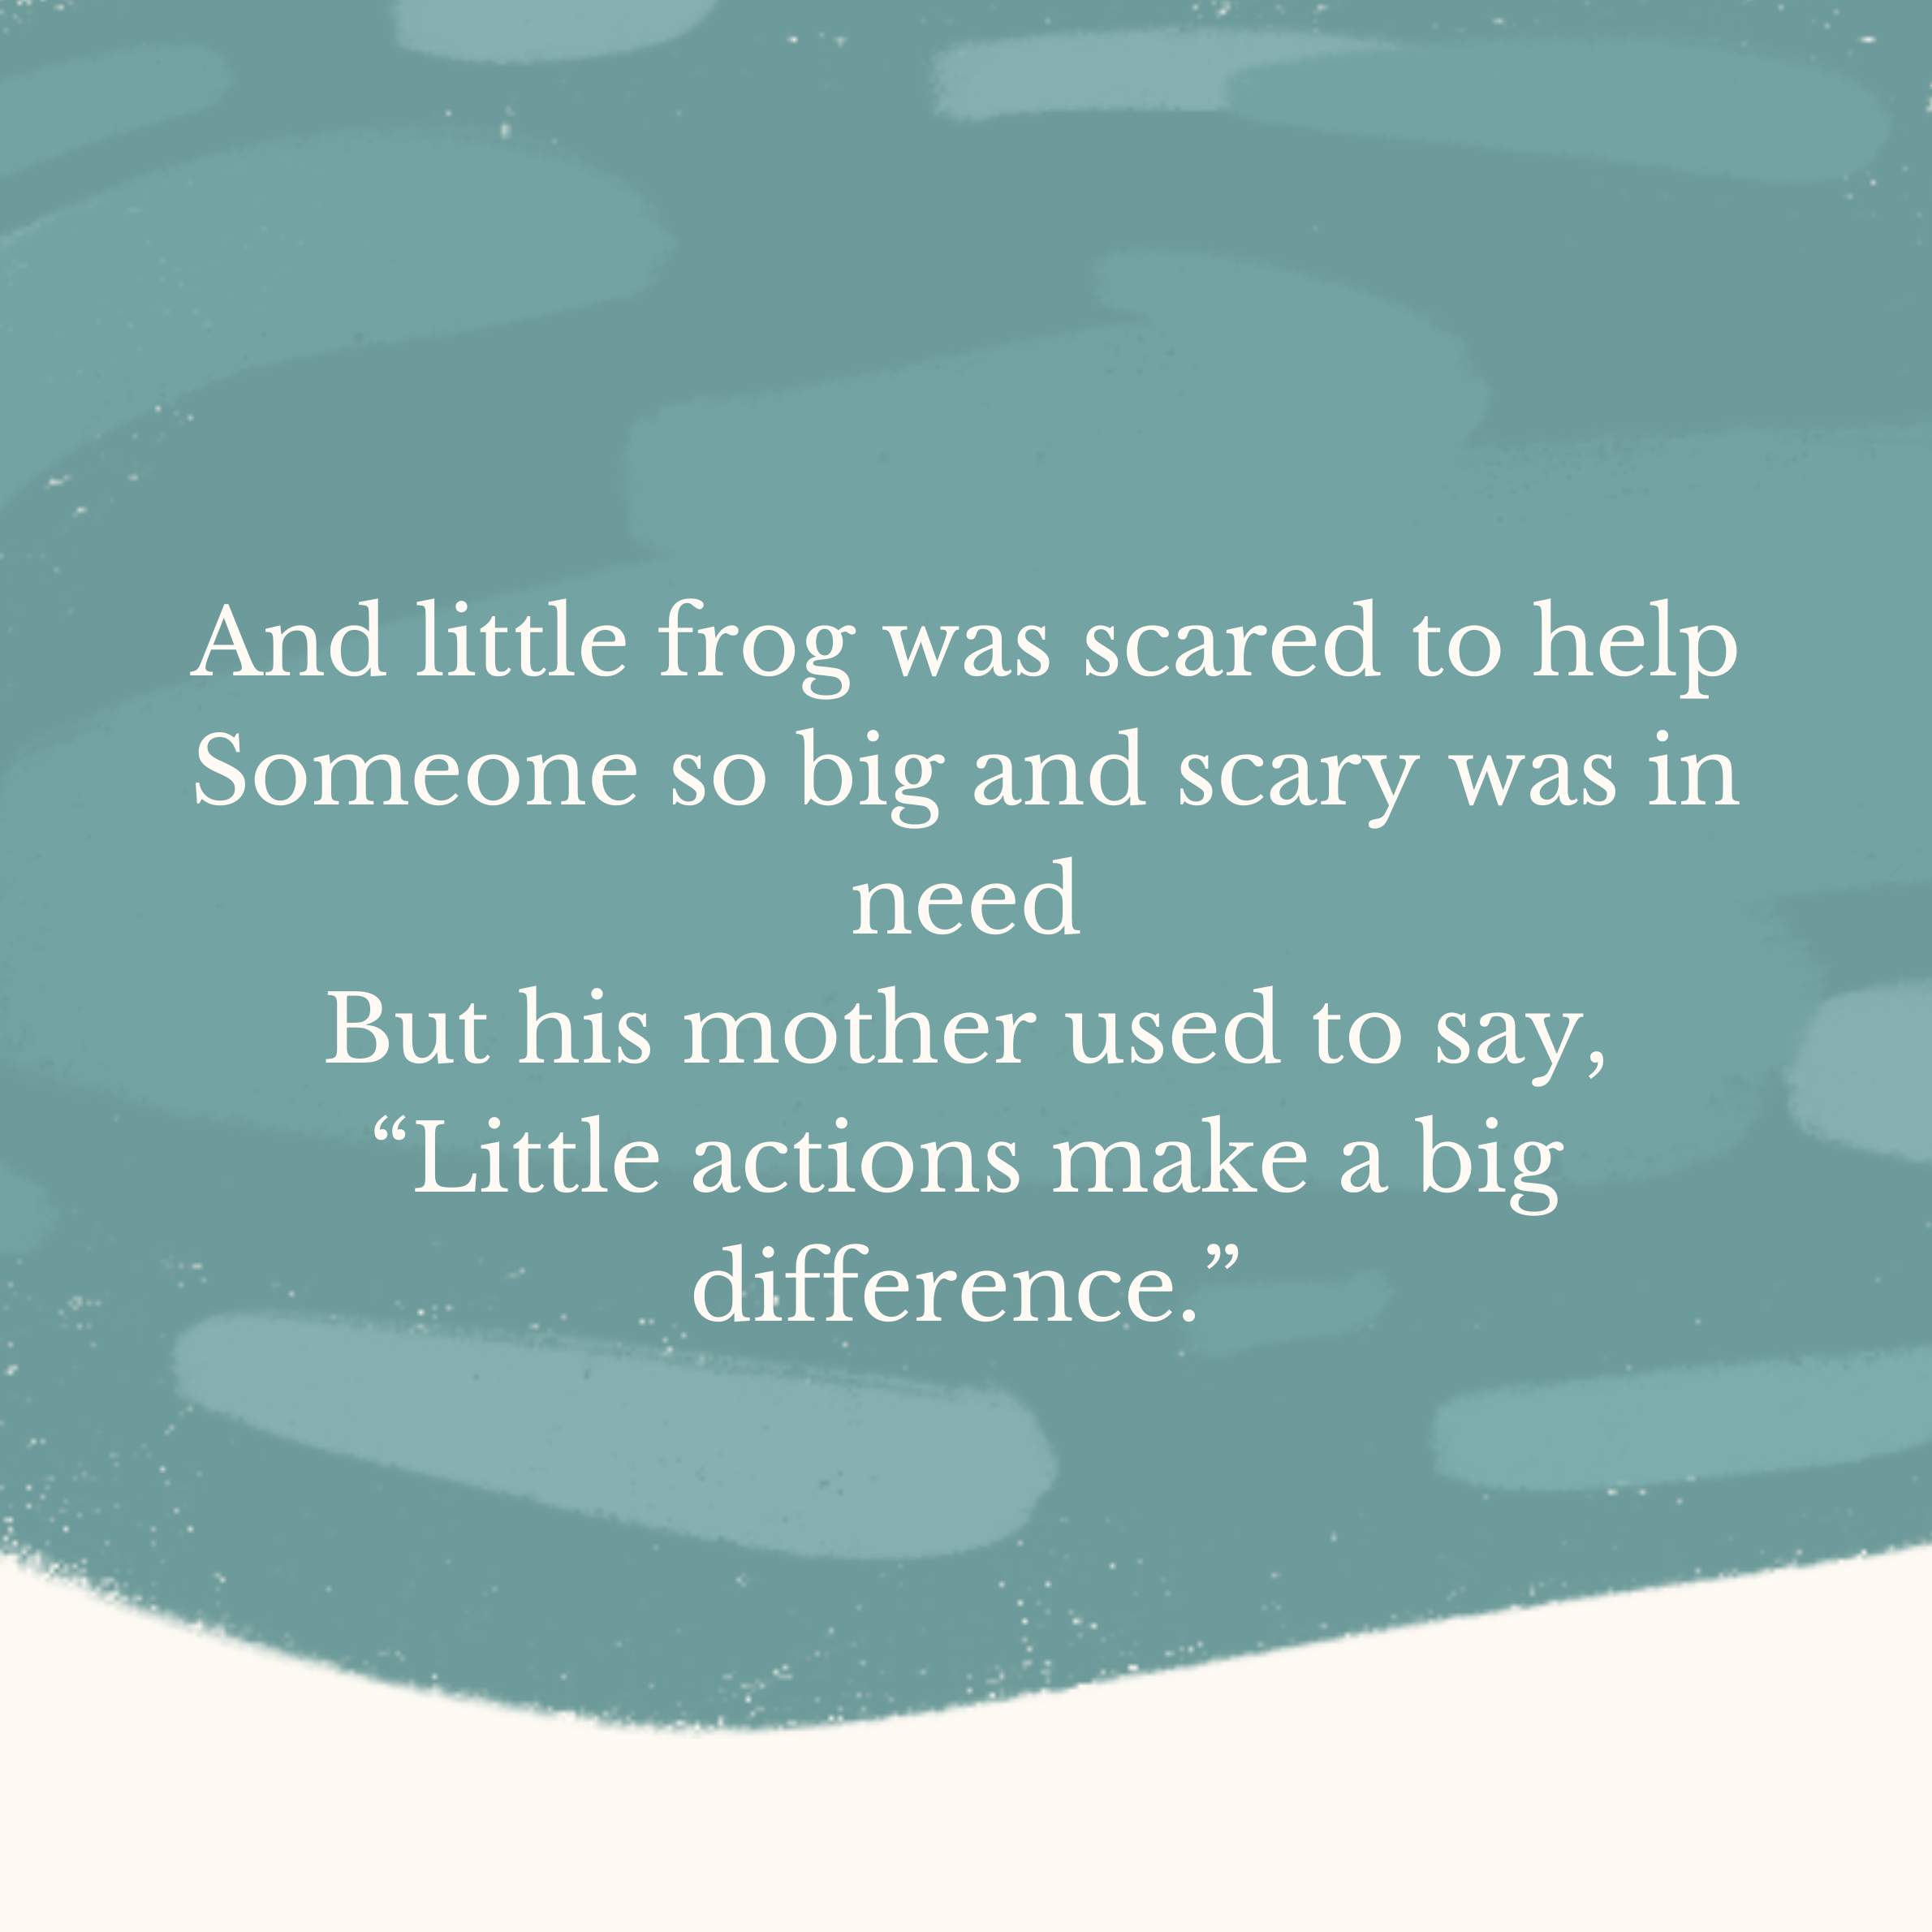 And little frog was scared to help
Someone so big and scary was in
need
But his mother used to say,
“Little actions make a big
difference.”